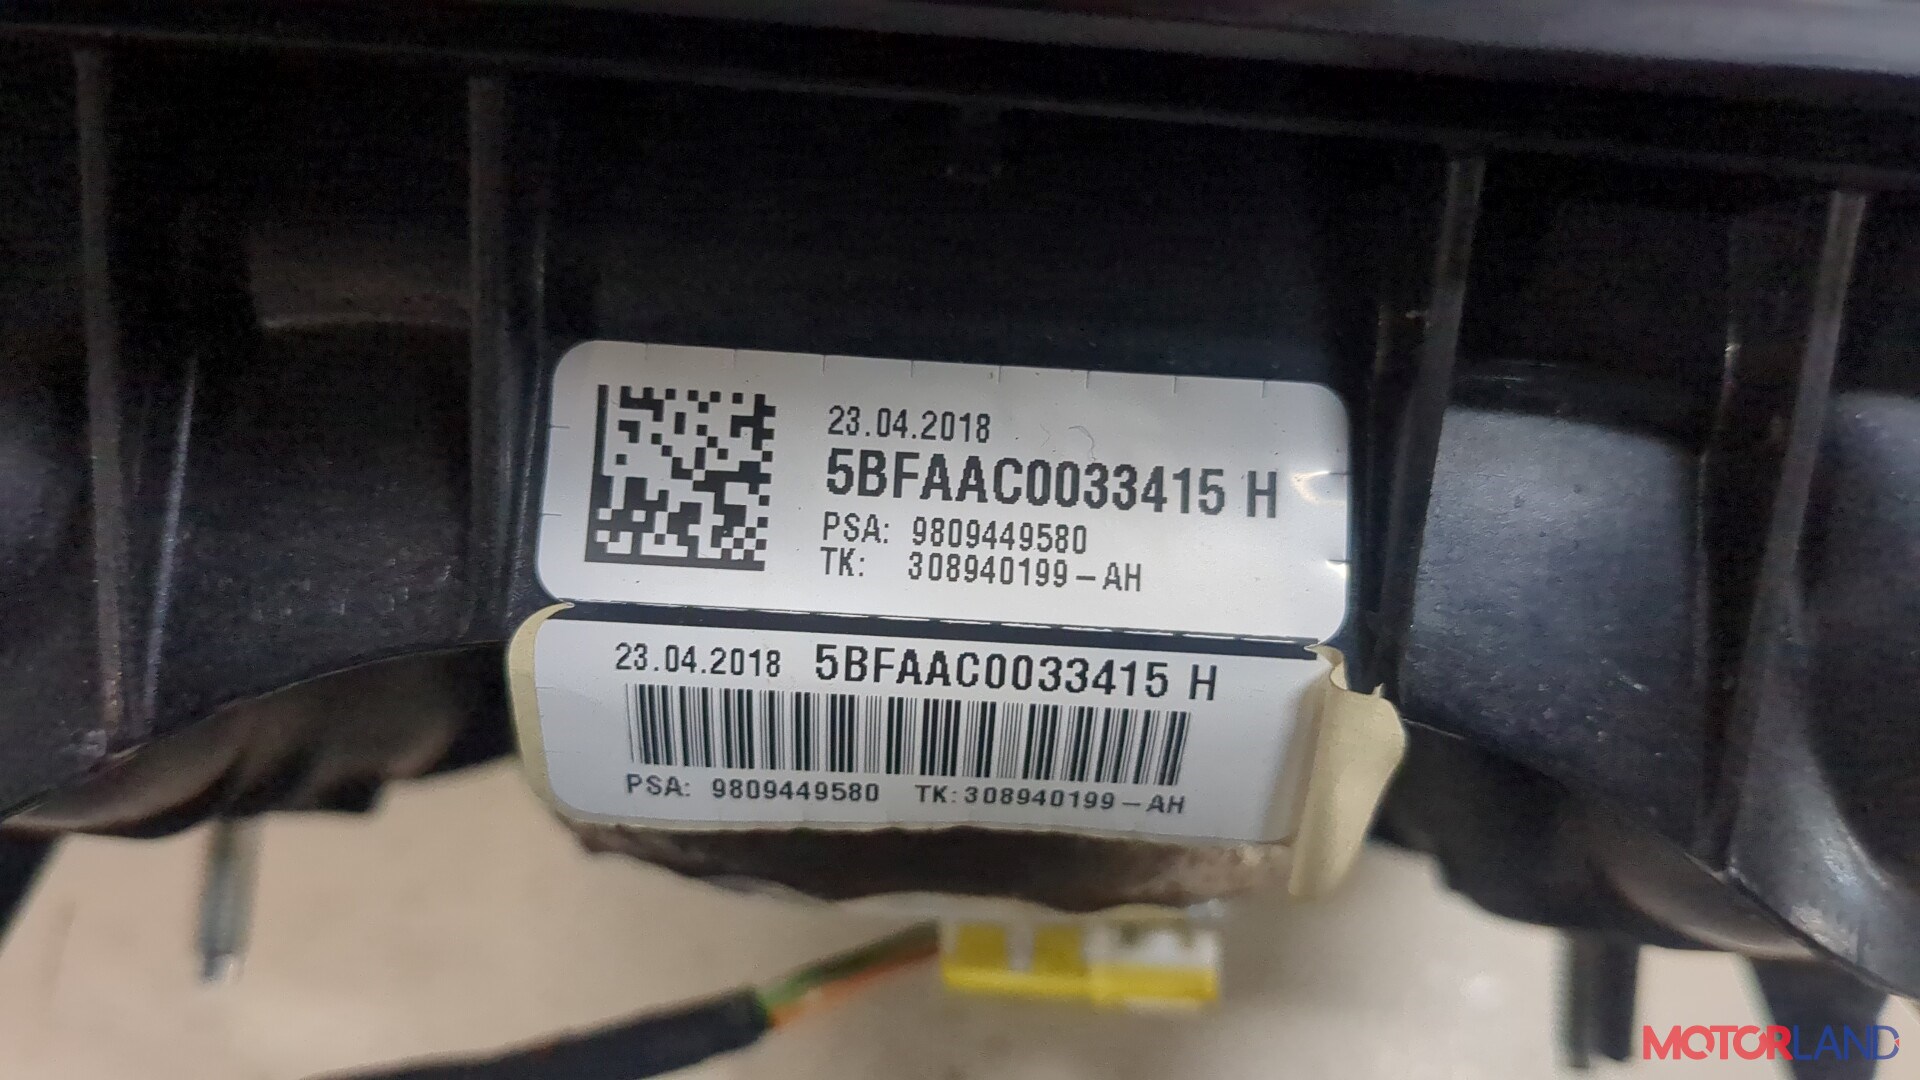 23.04.2018
5BFAAC0033415 H
PSA: 9809449580
TK: 308940199-AH
23.04.2018 5BFAAC0033415 H
PSA: 9809449580 TK:308940199-AH
MOTORLAND